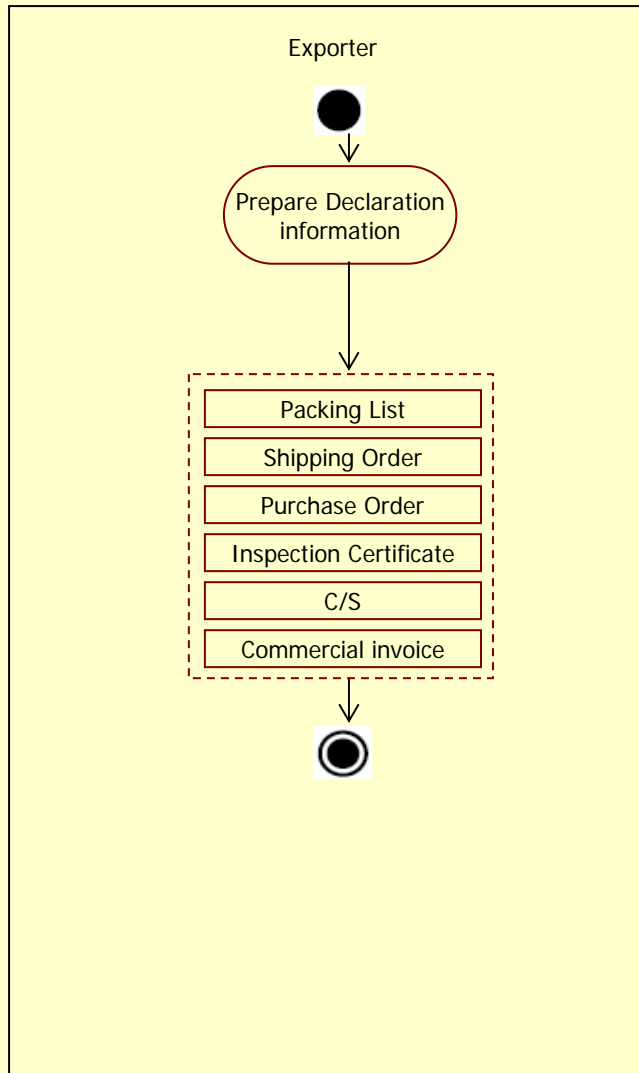 Exporter
Prepare Declaration
information
Packing List
Shipping Order
Purchase Order
Inspection Certificate
C/S
Commercial invoice